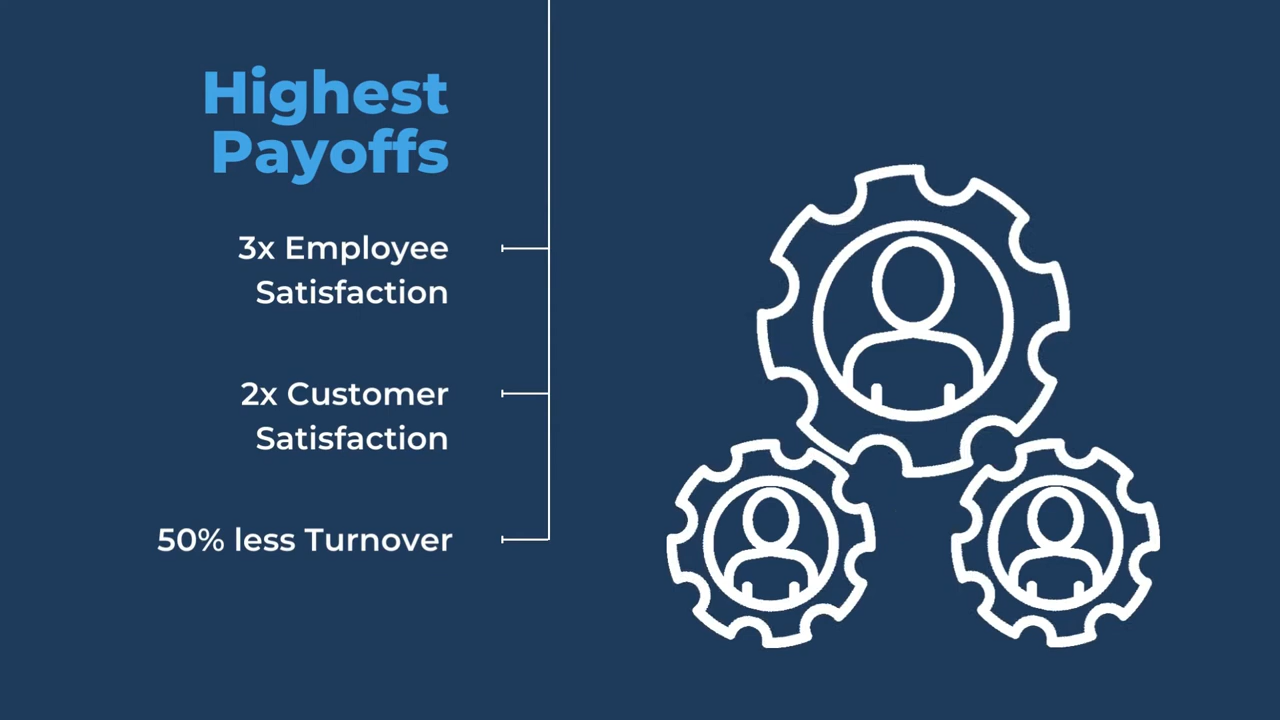 Highest
Payoffs
3x Employee
Satisfaction
2x Customer
Satisfaction
50% less Turnover